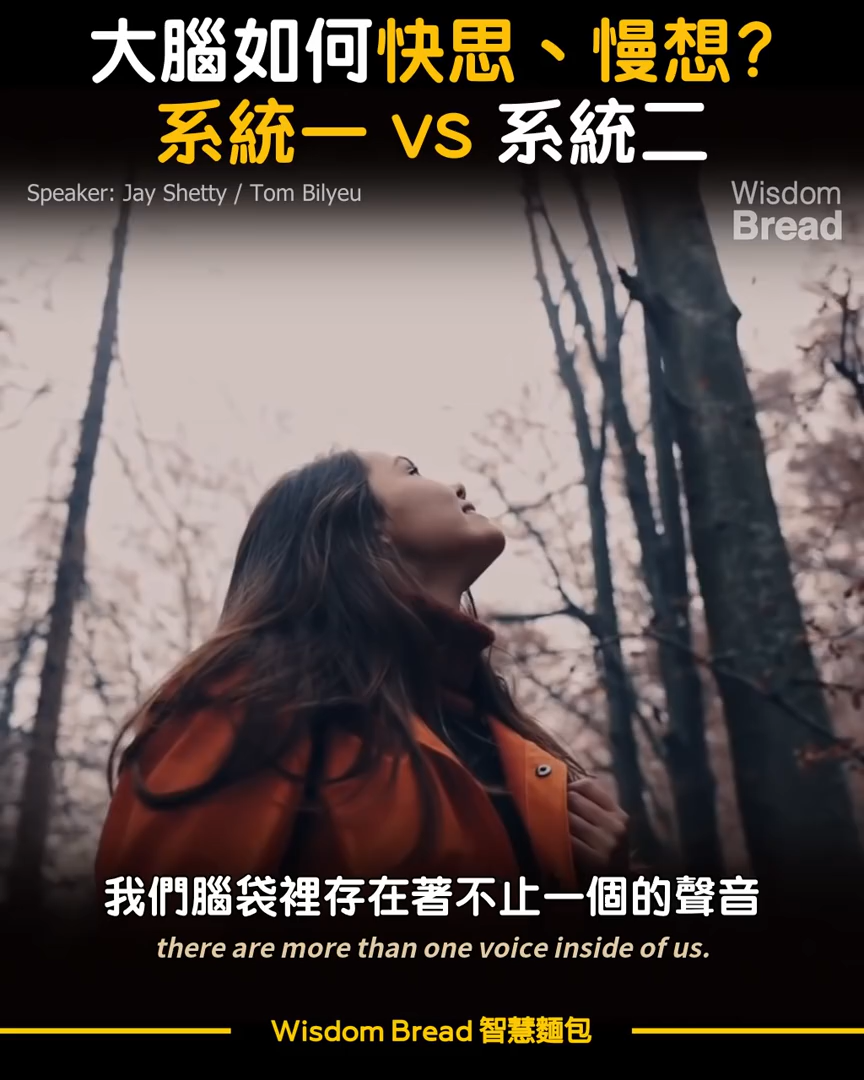 大腦如何快思、慢想?
系統一 vs 系統二
Speaker: Jay Shetty / Tom Bilyeu
Wisdom
Bread
我們腦袋裡存在著不止一個的聲音
there are more than one voice inside of us.
Wisdom Bread 智慧麵包